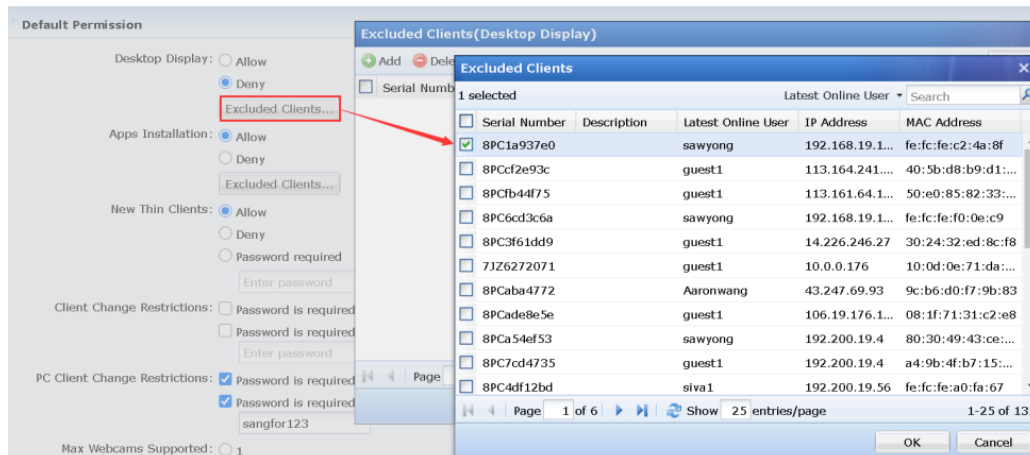 Default Permission
Desktop Display: Allow
Deny
Excluded Clients...
Apps Installation: Allow
Deny
Excluded Clients...
New Thin Clients: Allow
Deny
Password required
Enter password
Client Change Restrictions: Password is required
Password is required
Enter password
PC Client Change Restrictions: Password is required
Password is required
sangfor123
Max Webcams Supported: 1
Excluded Clients(Desktop Display)
Add Dele
Serial Numb
Page
Excluded Clients
1 selected Latest Online User Search
Serial Number Description Latest Online User IP Address MAC Address
8PC1a937e0 sawyong 192.168.19.1... fe:fc:fe:c2:4a:8f
8PCcf2e93c guest1 113.164.241.... 40:5b:d8:b9:d1:...
8PCfb44f75 guest1 113.161.64.1... 50:e0:85:82:33:...
8PC6cd3c6a sawyong 192.168.19.1... fe:fc:fe:f0:0e:c9
8PC3f61dd9 guest1 14.226.246.27 30:24:32:ed:8c:f8
7JZ6272071 guest1 10.0.0.176 10:0d:0e:71:da:...
8PCaba4772 Aaronwang 43.247.69.93 9c:b6:d0:f7:9b:83
8PCade8e5e guest1 106.19.176.1... 08:1f:71:31:c2:e8
8PCa54ef53 sawyong 192.200.19.4 80:30:49:43:ce:...
8PC7cd4735 guest1 192.200.19.4 a4:9b:4f:b7:15:...
8PC4df12bd siva1 192.200.19.56 fe:fc:fe:a0:fa:67
Page 1 of 6 Show 25 entries/page 1-25 of 13
OK Cancel